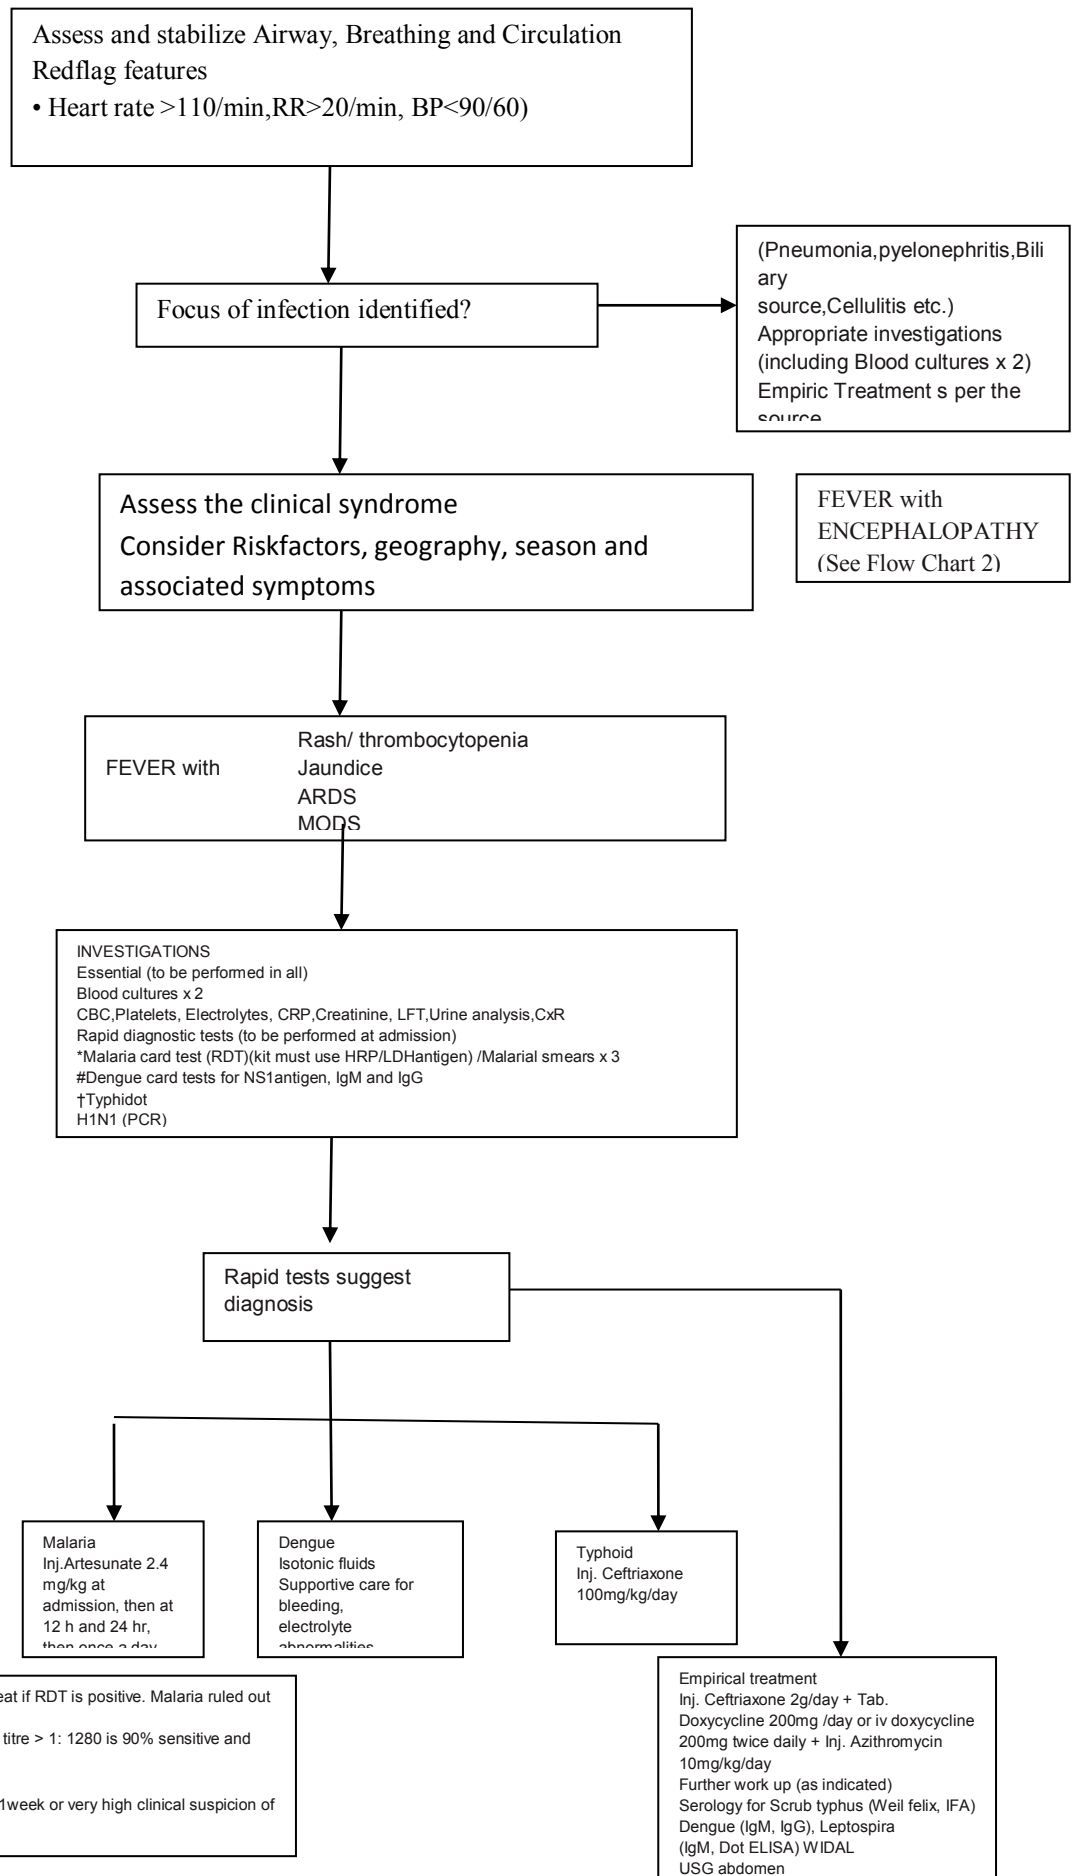 Assess and stabilize Airway, Breathing and Circulation
Redflag features
• Heart rate >110/min,RR>20/min, BP<90/60)
(Pneumonia,pyelonephritis,Bili
ary
source,Cellulitis etc.)
Appropriate investigations
(including Blood cultures x 2)
Empiric Treatment s per the
source
Focus of infection identified?
Assess the clinical syndrome
Consider Riskfactors, geography, season and
associated symptoms
FEVER with
ENCEPHALOPATHY
(See Flow Chart 2)
FEVER with
Rash/ thrombocytopenia
Jaundice
ARDS
MODS
INVESTIGATIONS
Essential (to be performed in all)
Blood cultures x 2
CBC,Platelets, Electrolytes, CRP,Creatinine, LFT,Urine analysis,CxR
Rapid diagnostic tests (to be performed at admission)
*Malaria card test (RDT)(kit must use HRP/LDHantigen) /Malarial smears x 3
#Dengue card tests for NS1antigen, IgM and IgG
†Typhidot
H1N1 (PCR)
Rapid tests suggest
diagnosis
Malaria
Inj.Artesunate 2.4
mg/kg at
admission, then at
12 h and 24 hr,
then once a day
Dengue
Isotonic fluids
Supportive care for
bleeding,
electrolyte
abnormalities
Typhoid
Inj. Ceftriaxone
100mg/kg/day
eat if RDT is positive. Malaria ruled out
titre > 1: 1280 is 90% sensitive and
1week or very high clinical suspicion of
Empirical treatment
Inj. Ceftriaxone 2g/day + Tab.
Doxycycline 200mg /day or iv doxycycline
200mg twice daily + Inj. Azithromycin
10mg/kg/day
Further work up (as indicated)
Serology for Scrub typhus (Weil felix, IFA)
Dengue (IgM, IgG), Leptospira
(IgM, Dot ELISA) WIDAL
USG abdomen